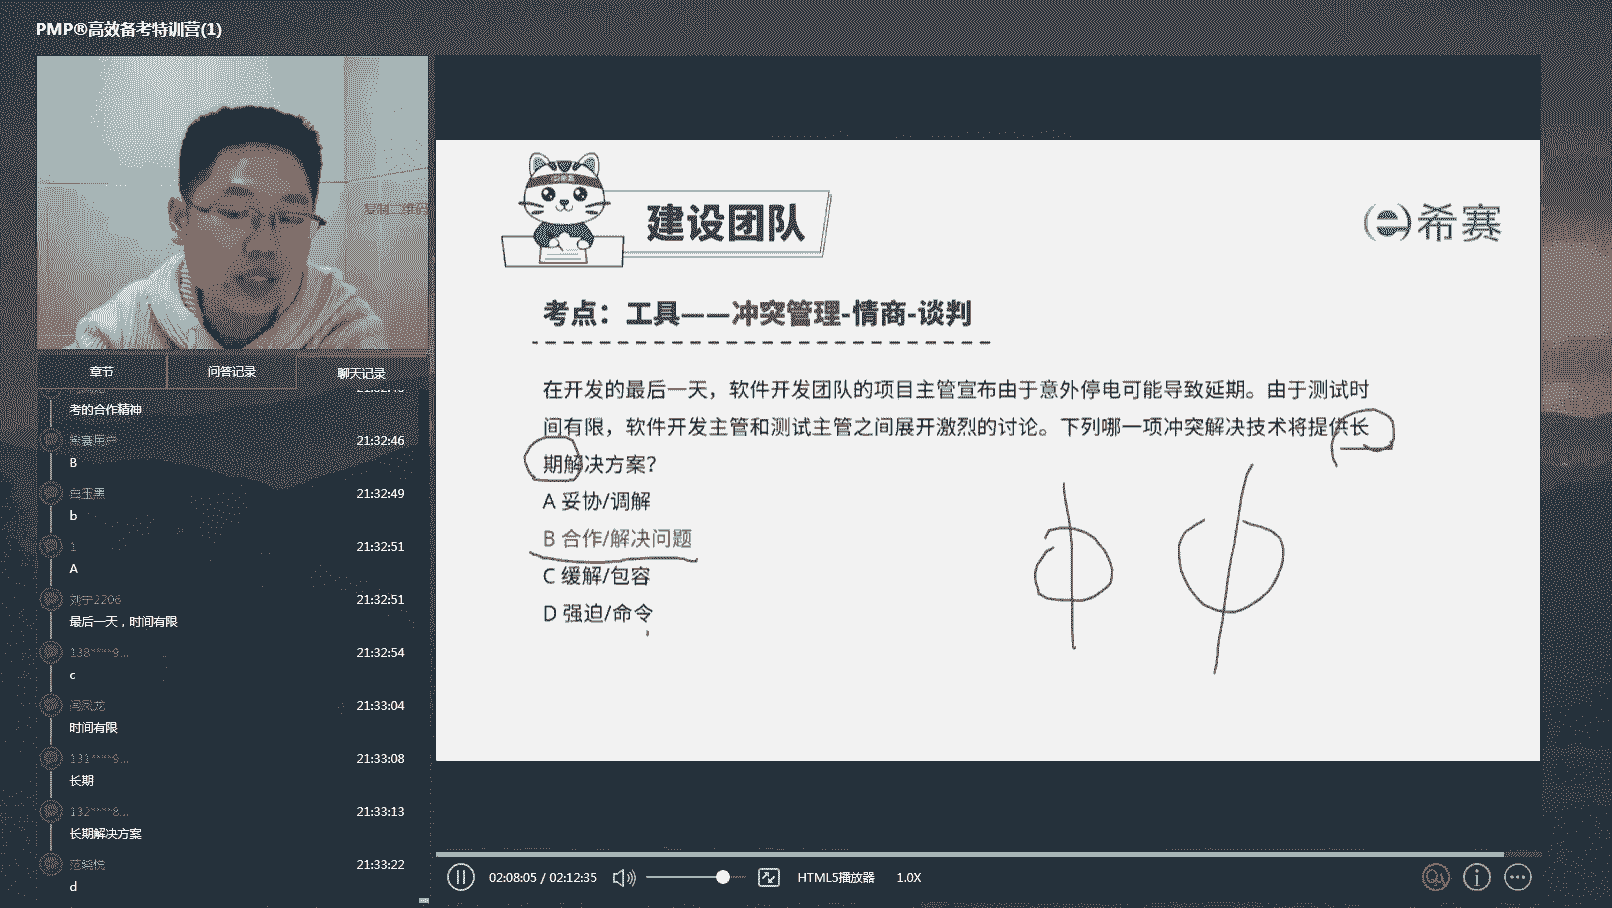 PMP®高效备考特训营(1)
章节
问答记录
聊天记录
考的合作精神
希赛用户
21:32:46
B
白玉黑
21:32:49
b
1
21:32:51
A
刘宇2206
21:32:51
最后一天，时间有限
138****9...
21:32:54
c
21:33:04
时间有限
131****9...
21:33:08
长期
132****8...
21:33:13
长期解决方案
范晓悦
21:33:22
d
建设团队
希赛
考点：工具——冲突管理-情商-谈判
在开发的最后一天，软件开发团队的项目主管宣布由于意外停电可能导致延期。由于测试时
间有限，软件开发主管和测试主管之间展开激烈的讨论。下列哪一项冲突解决技术将提供长
期解决方案？
A 妥协/调解
B 合作/解决问题
C 缓解/包容
D 强迫/命令
02:08:05 / 02:12:35
HTML5播放器
1.0X